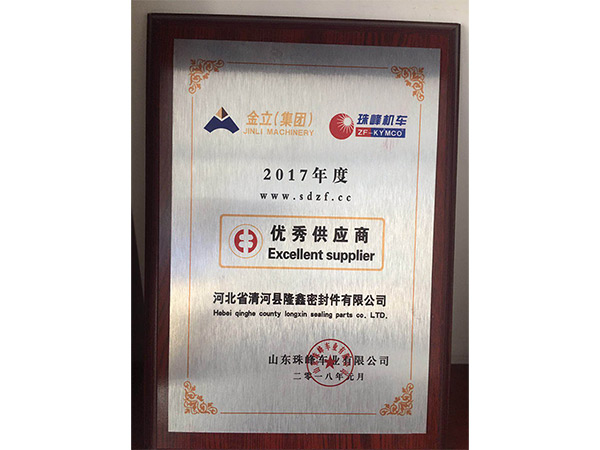 金立(集团)
JINLI MACHINERY
珠峰机车
ZF-KYMCO
2017年度
www.sdzf.cc
优秀供应商
Excellent supplier
河北省清河县隆鑫密封件有限公司
Hebei qinghe county longxin sealing parts co. LTD.
山东珠峰车业有限公司
二零一八年元月